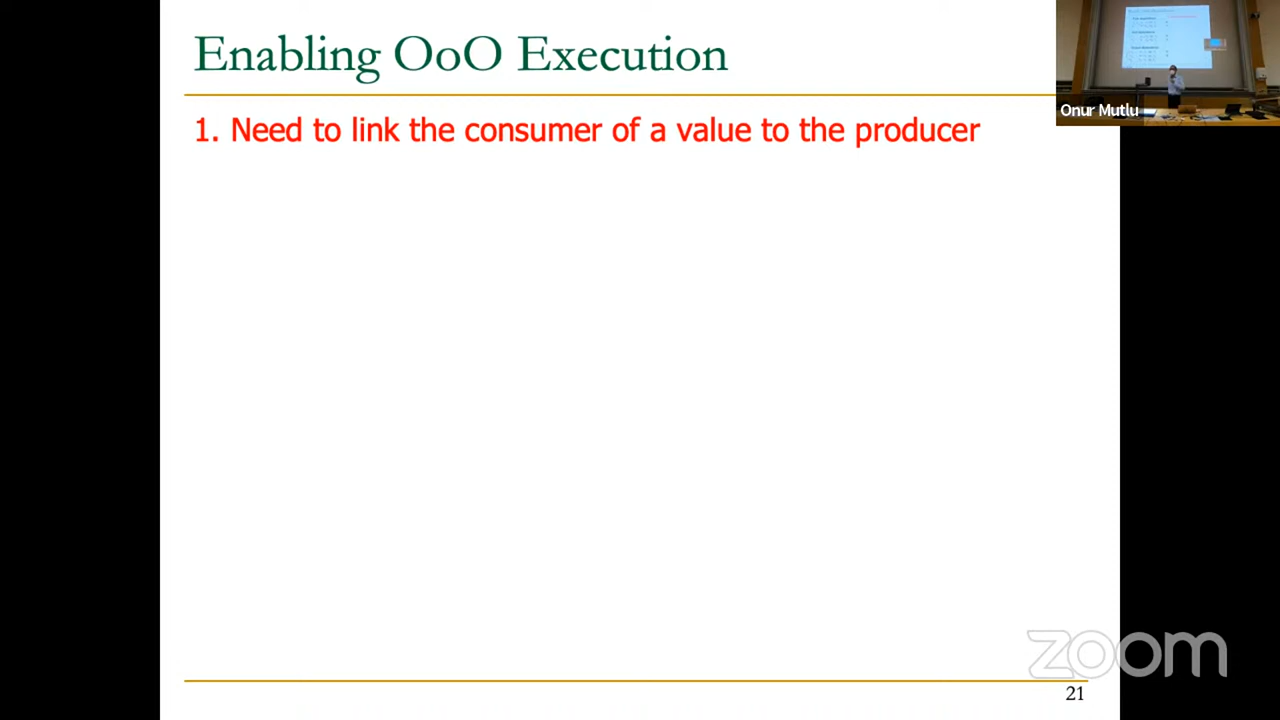 Enabling OoO Execution
Onur Mutlu
1. Need to link the consumer of a value to the producer
zoom
21